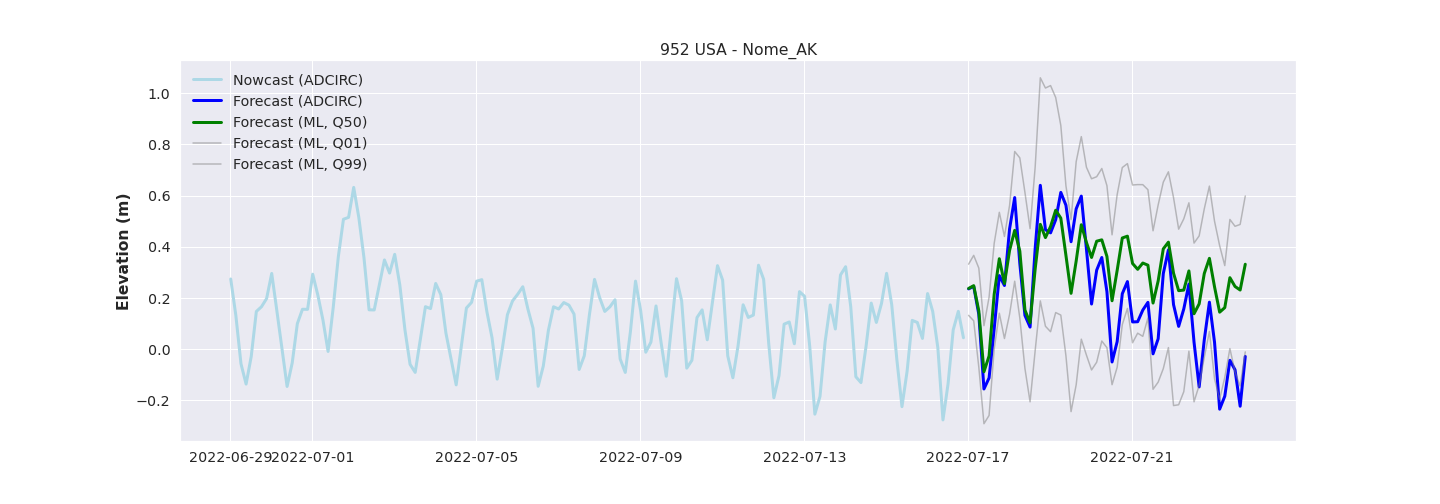 952 USA - Nome_AK
Nowcast (ADCIRC)
Forecast (ADCIRC)
Forecast (ML, Q50)
Forecast (ML, Q01)
Forecast (ML, Q99)
Elevation (m)
1.0
0.8
0.6
0.4
0.2
0.0
−0.2
2022-06-29
2022-07-01
2022-07-05
2022-07-09
2022-07-13
2022-07-17
2022-07-21